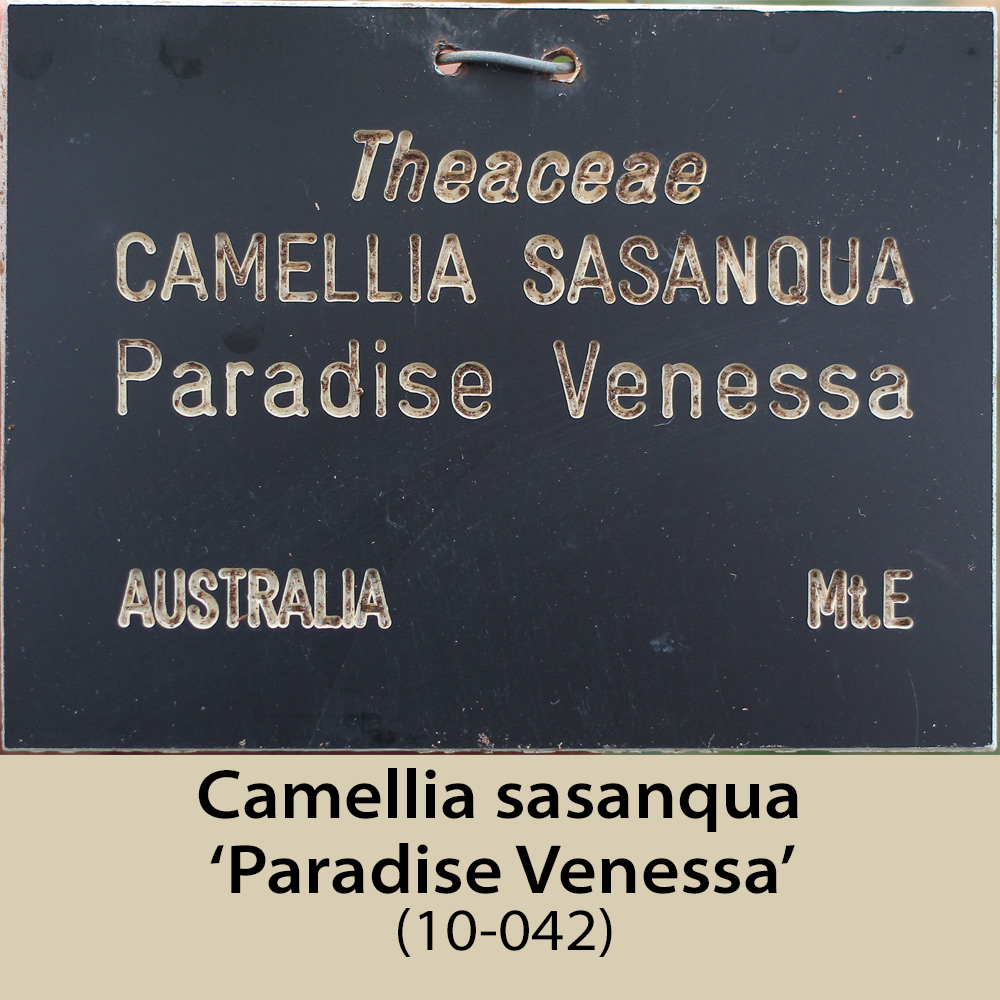 Theaceae
CAMELLIA SASANQUA
Paradise Venessa
AUSTRALIA Mt.E
Camellia sasanqua
‘Paradise Venessa’
(10-042)